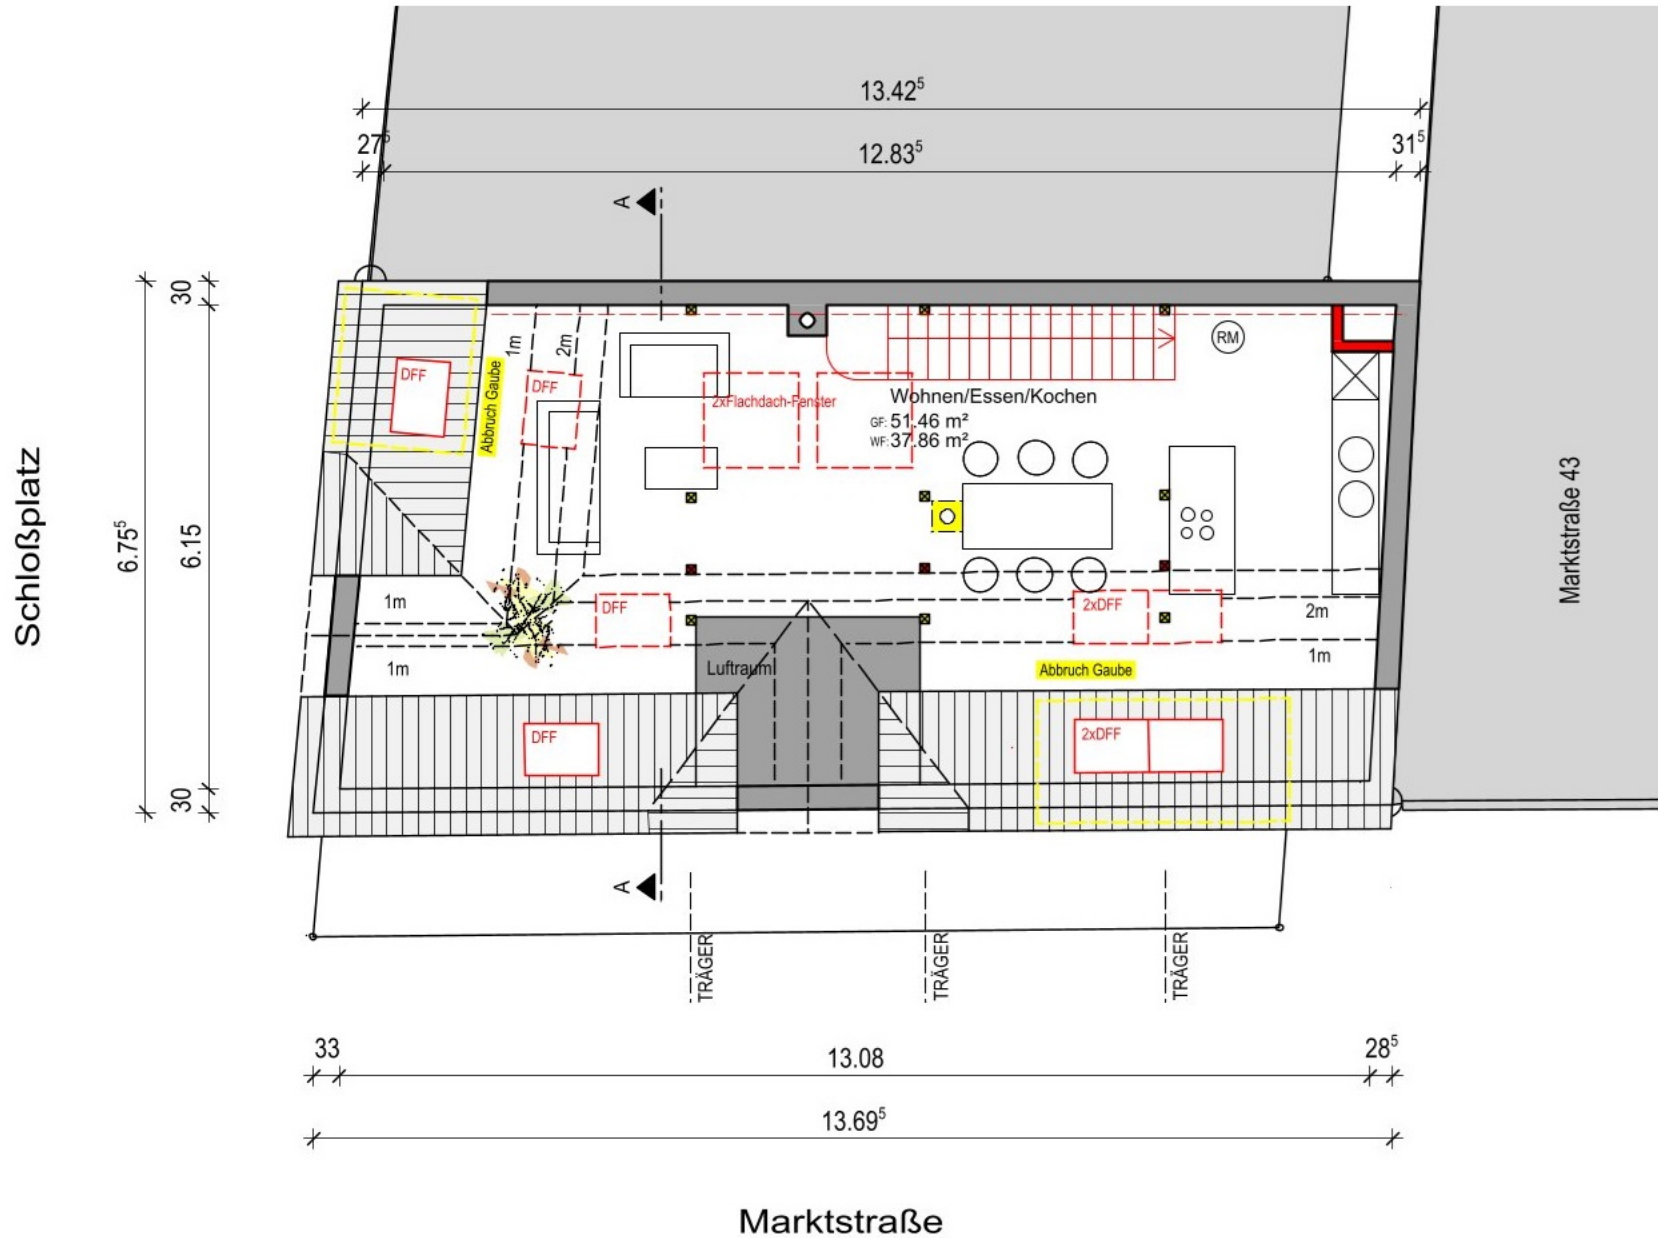 13.42⁵
27⁵
12.83⁵
31⁵
A
30
6.75⁵
6.15
30
Schloßplatz
Marktstraße 43
DFF
Abbruch Gaube
1m
2m
DFF
2xFlachdach-Fenster
RM
Wohnen/Essen/Kochen
GF: 51.46 m²
WF: 37.86 m²
1m
1m
DFF
2xDFF
2m
1m
Luftraum
Abbruch Gaube
DFF
2xDFF
A
TRÄGER
TRÄGER
TRÄGER
33
13.08
28⁵
13.69⁵
Marktstraße